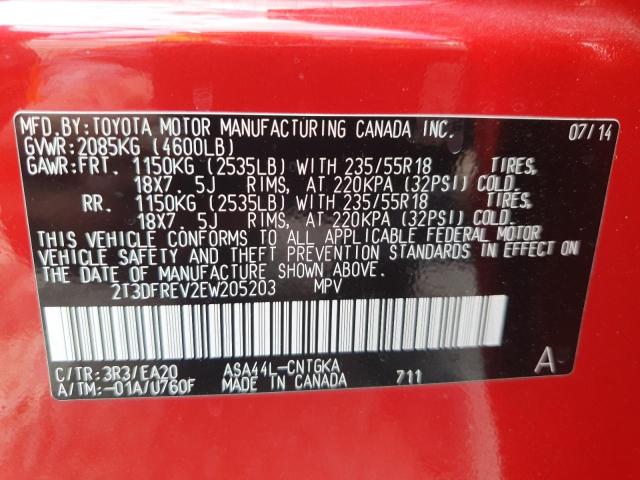 MFD.BY:TOYOTA MOTOR MANUFACTURING CANADA INC. 07/14
GVWR:2085KG (4600LB)
GAWR:FRT. 1150KG (2535LB) WITH 235/55R18 TIRES,
18X7.5J RIMS, AT 220KPA (32PSI) COLD.
RR. 1150KG (2535LB) WITH 235/55R18 TIRES,
18X7.5J RIMS, AT 220KPA (32PSI) COLD.
THIS VEHICLE CONFORMS TO ALL APPLICABLE FEDERAL MOTOR
VEHICLE SAFETY AND THEFT PREVENTION STANDARDS IN EFFECT ON
THE DATE OF MANUFACTURE SHOWN ABOVE.
2T3DFREV2EW205203 MPV
C/TR:3R3/EA20 ASA44L-CNTGKA A
A/TM:-01A/U760F MADE IN CANADA 711